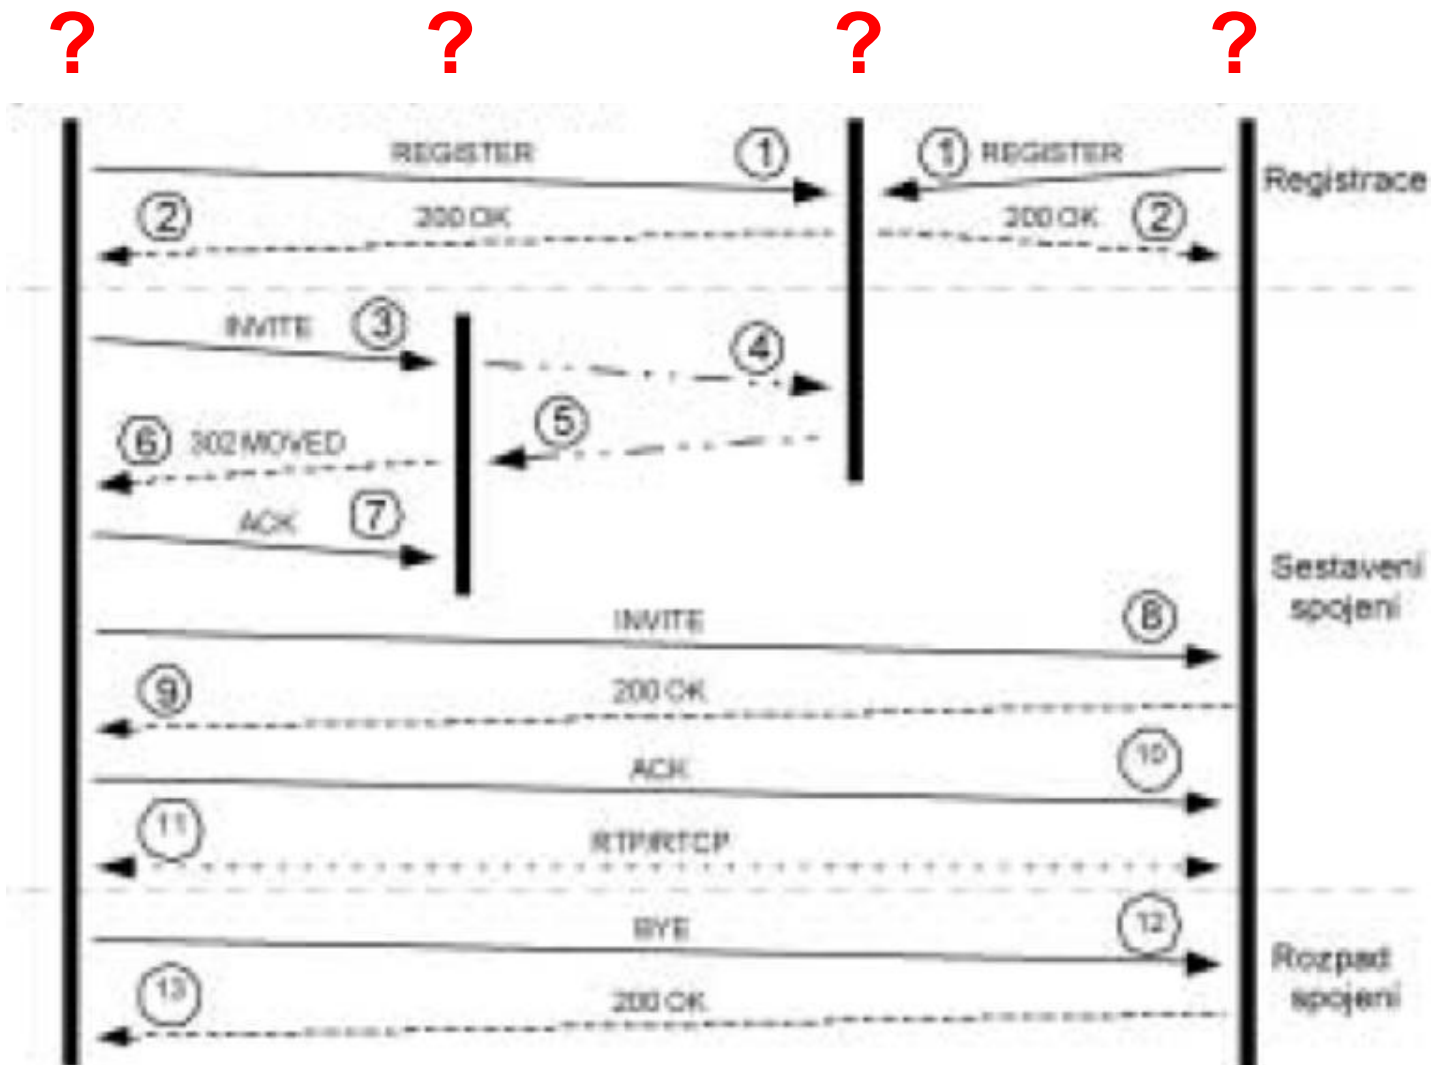 ? ? ? ?
REGISTER 1 1 REGISTER
Registrace
2 200 OK 200 OK 2
INVITE 3
4
5
6 302 MOVED
ACK 7
Sestavení
spojení
INVITE 8
9 200 OK
ACK 10
11 RTP/RTCP
BYE 12
Rozpad
spojení
13 200 OK